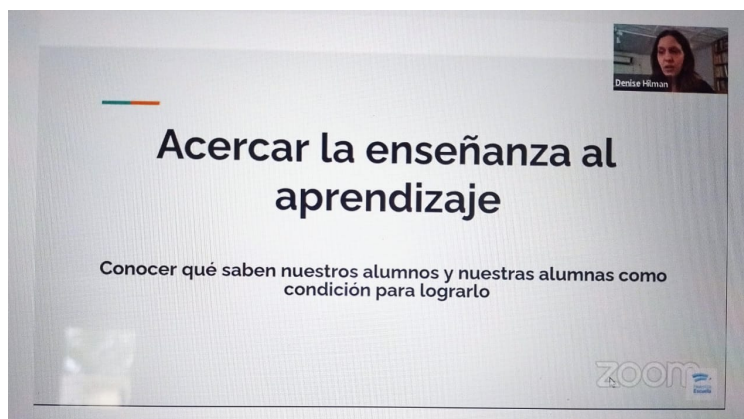 Denise Hilman
Acercar la enseñanza al
aprendizaje
Conocer qué saben nuestros alumnos y nuestras alumnas como
condición para lograrlo
zoom
Escuela